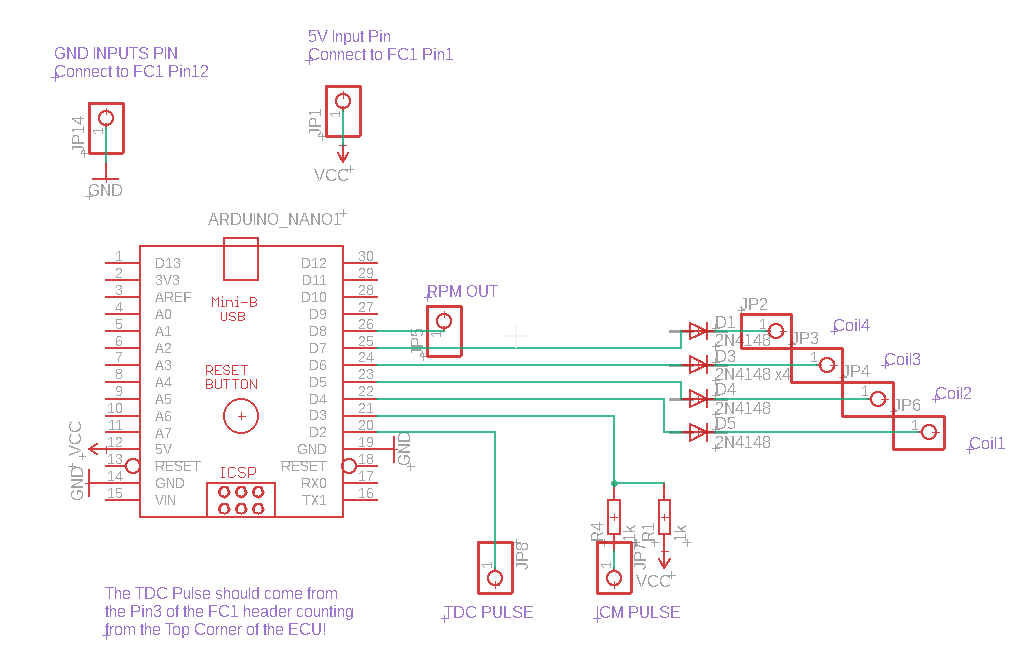 5V Input Pin
Connect to FC1 Pin1
GND INPUTS PIN
Connect to FC1 Pin12
JP14
1
GND
JP1
1
VCC
ARDUINO_NANO1
1 D13 D12 30
2 3V3 D11 29
3 AREF D10 28
4 A0 D9 27
5 A1 D8 26
6 A2 D7 25
7 A3 D6 24
8 A4 D5 23
9 A5 D4 22
10 A6 D3 21
11 A7 D2 20
12 5V GND 19
13 RESET RESET 18
14 GND RX0 17
15 VIN TX1 16
Mini-B
USB
RESET
BUTTON
ICSP
VCC
GND
GND
RPM OUT
JP5
1
D1
2N4148
D3
2N4148 x4
D4
2N4148
D5
2N4148
JP2
1
Coil4
JP3
1
Coil3
JP4
1
Coil2
JP6
1
Coil1
R4
1k
R1
1k
VCC
JP8
1
TDC PULSE
JP7
1
ICM PULSE
The TDC Pulse should come from
the Pin3 of the FC1 header counting
from the Top Corner of the ECU!